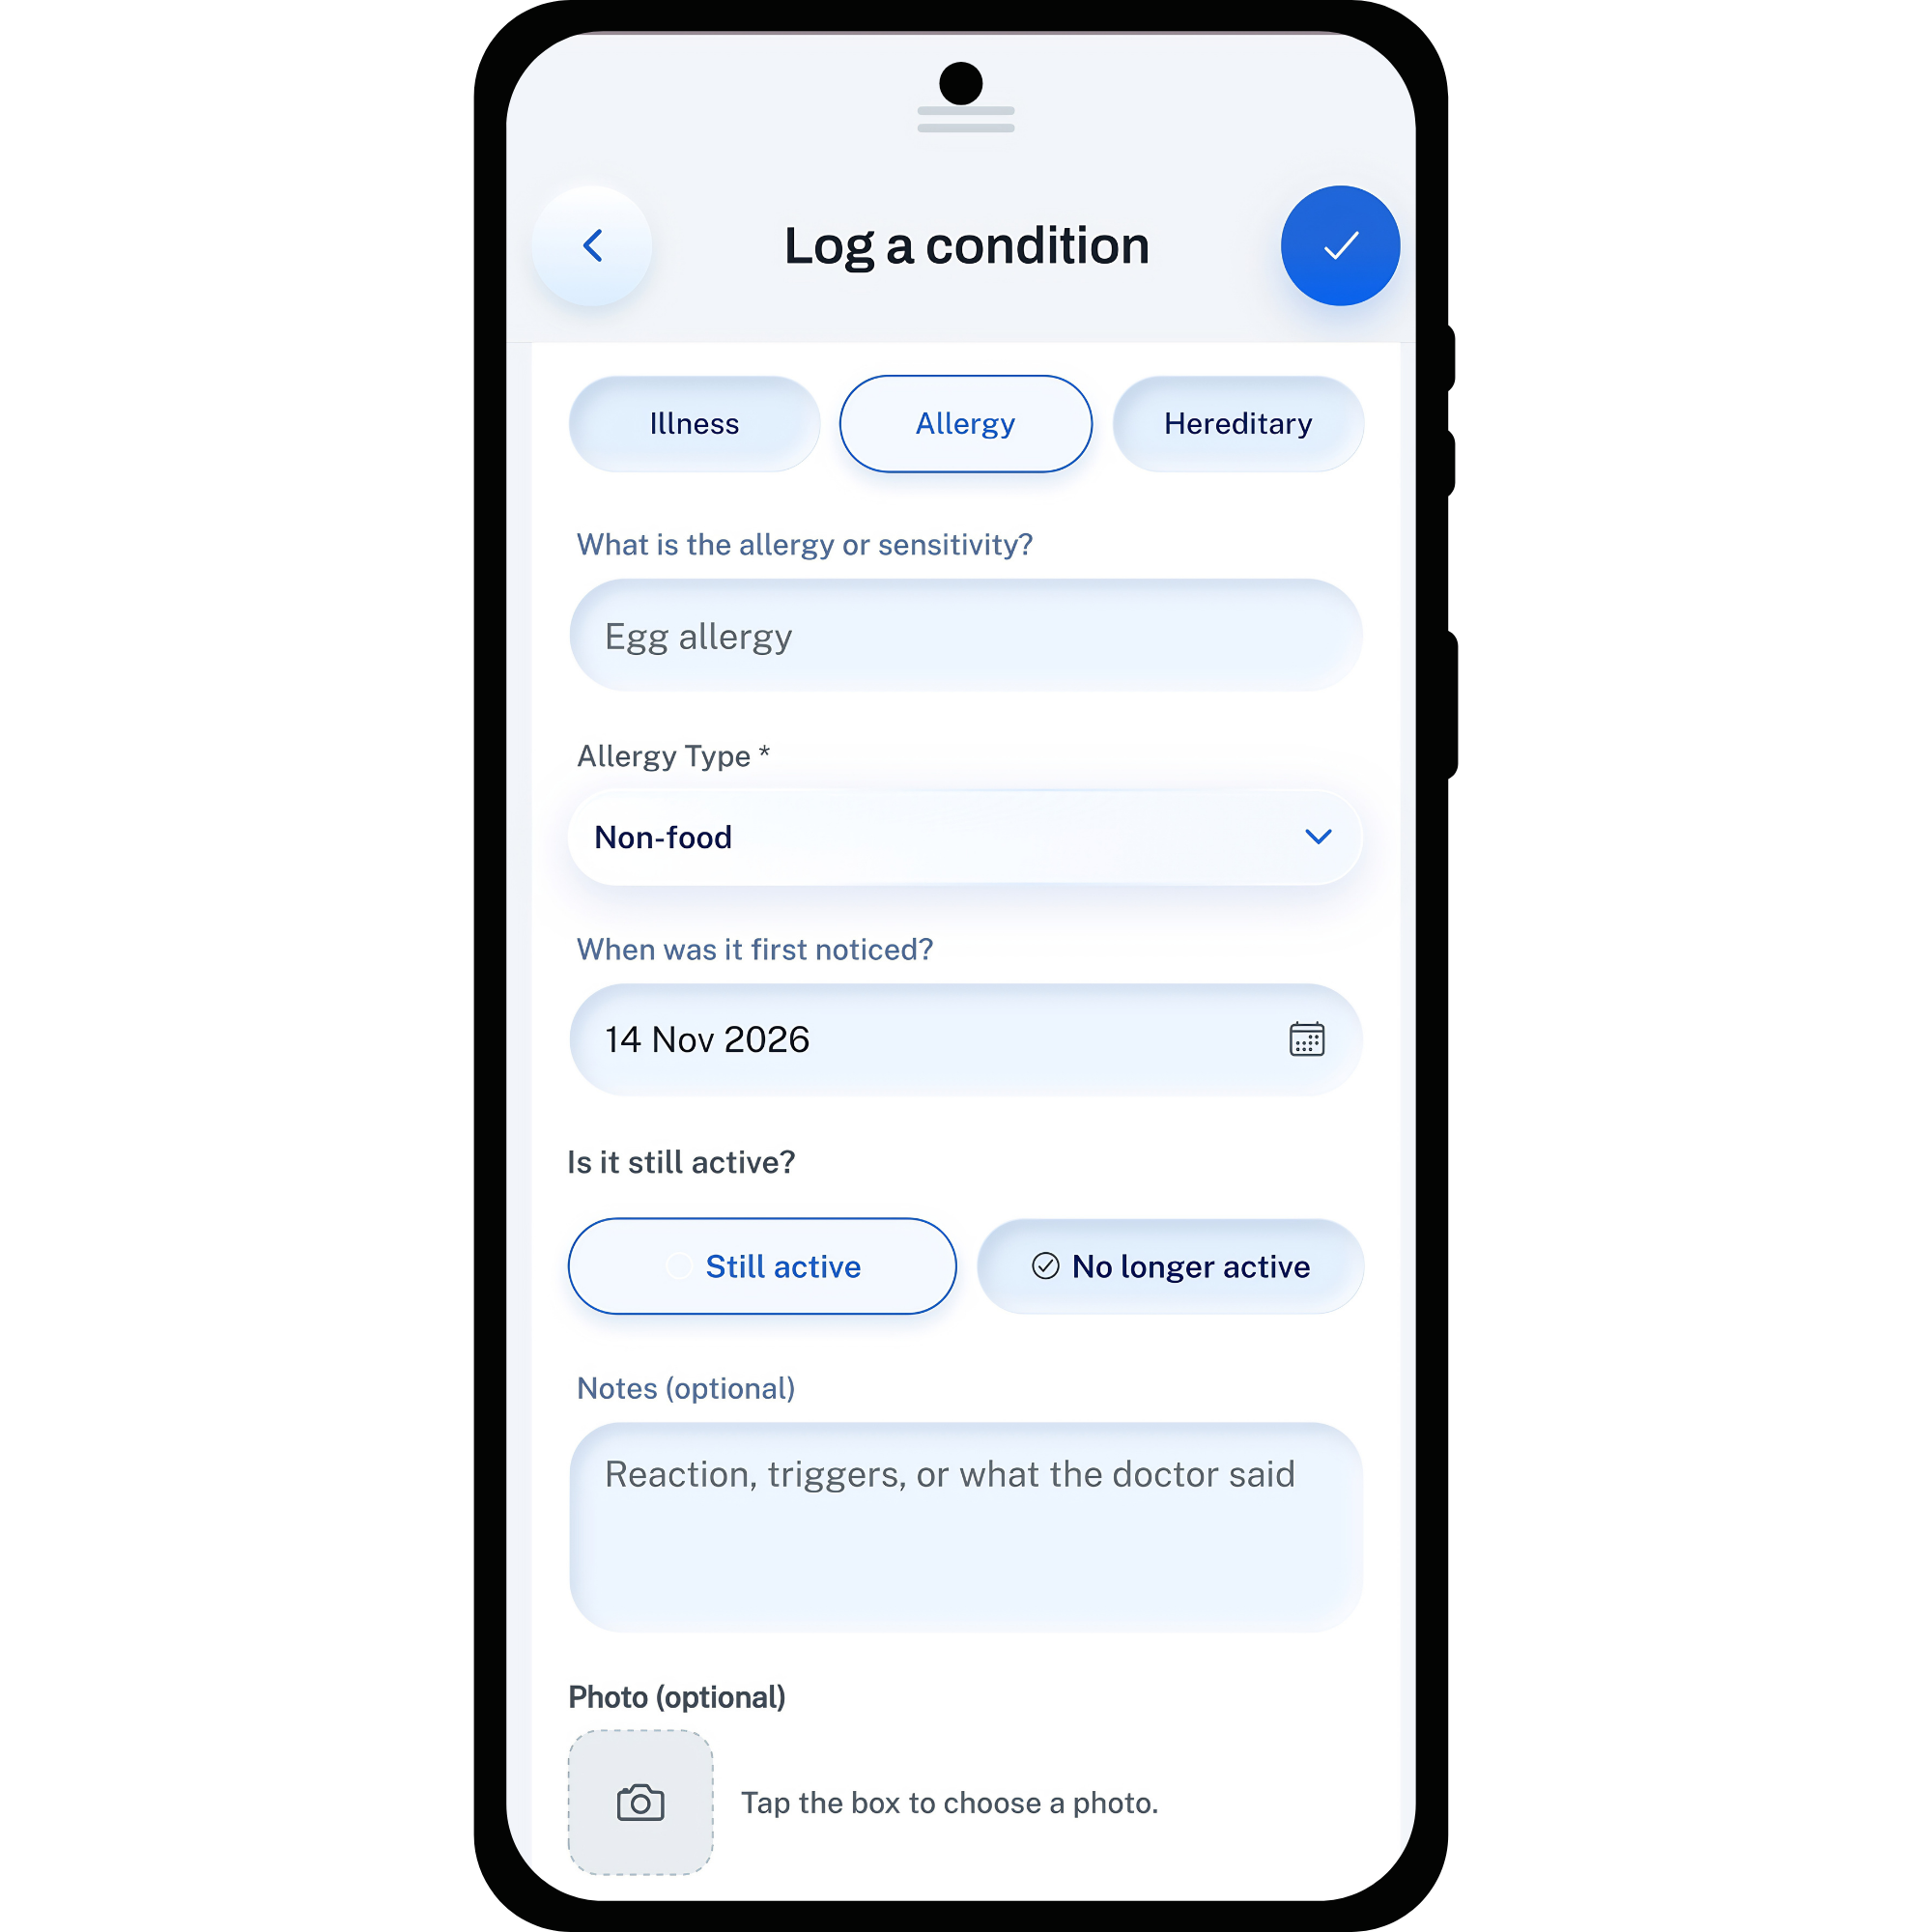 Log a condition
Illness
Allergy
Hereditary
What is the allergy or sensitivity?
Egg allergy
Allergy Type *
Non-food
When was it first noticed?
14 Nov 2026
Is it still active?
Still active
No longer active
Notes (optional)
Reaction, triggers, or what the doctor said
Photo (optional)
Tap the box to choose a photo.